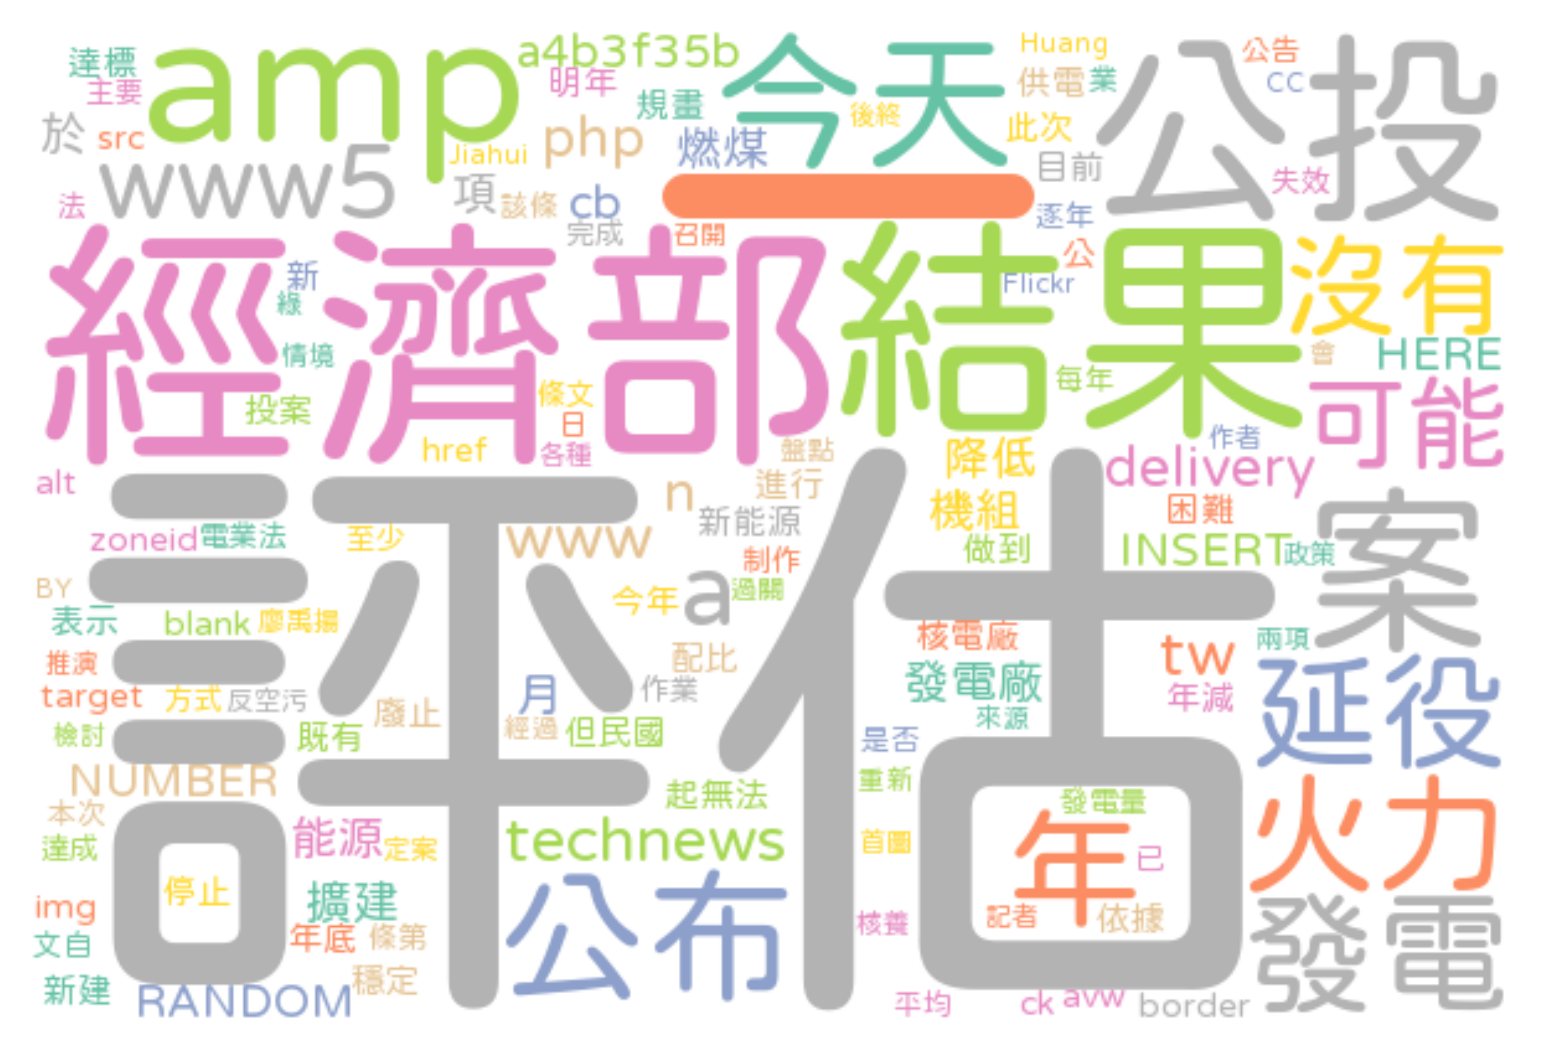 達標
amp
a4b3f35b
今天
Huang
公告
公投
主要
明年
規畫
後終
供電
業
cc
於
src
Jiahui
php
燃煤
此次
目前
失效
www5
法
項
該條
cb
一
逐年
完成
召開
公
經濟部
結果
沒有
新
綠
Flickr
情境
每年
會
HERE
投案
條文
日
可能
href
各種
盤點
作者
降低
delivery
alt
評估
n
進行
機組
困難
案
zoneid
電業法
至少
www
新能源
做到
INSERT
政策
制作
BY
今年
a
過關
表示
blank
廖禹揚
核電廠
兩項
推演
配比
tw
延役
target
方式
反空污
月
作業
發電廠
年減
廢止
來源
檢討
既有
經過
但民國
是否
NUMBER
起無法
重新
火力
本次
發電量
達成
能源
定案
technews
首圖
年
已
停止
擴建
公布
img
核養
記者
依據
發電
文自
年底
條第
新建
RANDOM
穩定
平均
ck
avw
border